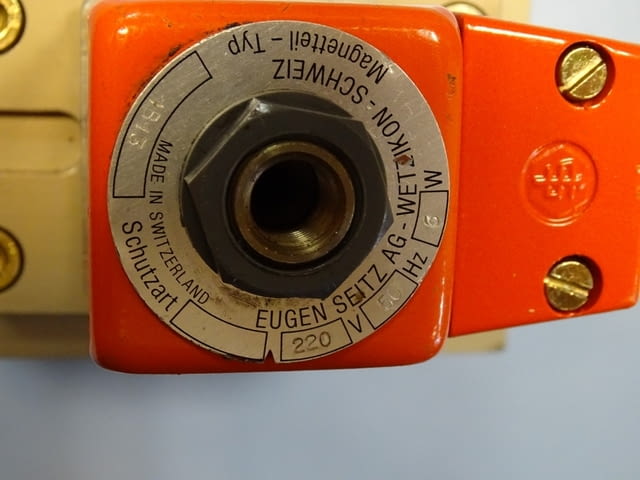 Magnetteil - Typ
EUGEN SEITZ AG - WETZIKON - SCHWEIZ
MADE IN SWITZERLAND
Schutzart
220 V 50 Hz 6 W